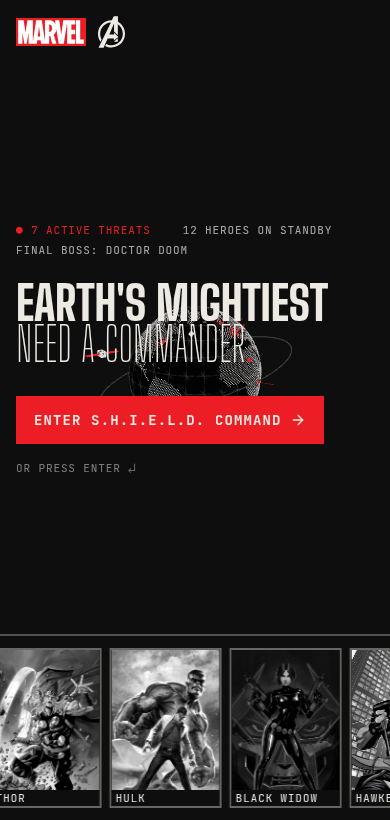 MARVEL
7 ACTIVE THREATS 12 HEROES ON STANDBY
FINAL BOSS: DOCTOR DOOM
EARTH'S MIGHTIEST
NEED A COMMANDER.
ENTER S.H.I.E.L.D. COMMAND →
OR PRESS ENTER ↵
THOR HULK BLACK WIDOW HAWKE